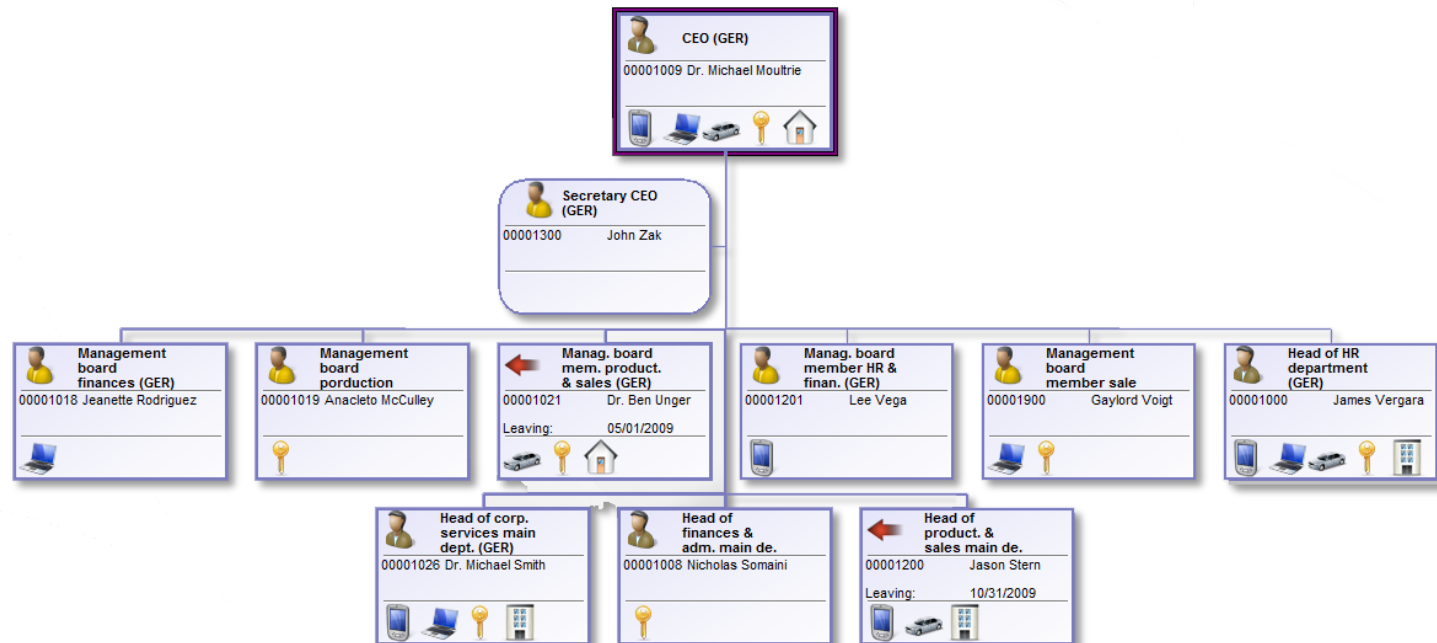 CEO (GER)
00001009 Dr. Michael Moultrie
Secretary CEO
(GER)
00001300 John Zak
Management
board
finances (GER)
00001018 Jeanette Rodriguez
Management
board
porduction
00001019 Anacleto McCulley
Manag. board
mem. product.
& sales (GER)
00001021 Dr. Ben Unger
Leaving: 05/01/2009
Manag. board
member HR &
finan. (GER)
00001201 Lee Vega
Management
board
member sale
00001900 Gaylord Voigt
Head of HR
department
(GER)
00001000 James Vergara
Head of corp.
services main
dept. (GER)
00001026 Dr. Michael Smith
Head of
finances &
adm. main de.
00001008 Nicholas Somaini
Head of
product. &
sales main de.
00001200 Jason Stern
Leaving: 10/31/2009